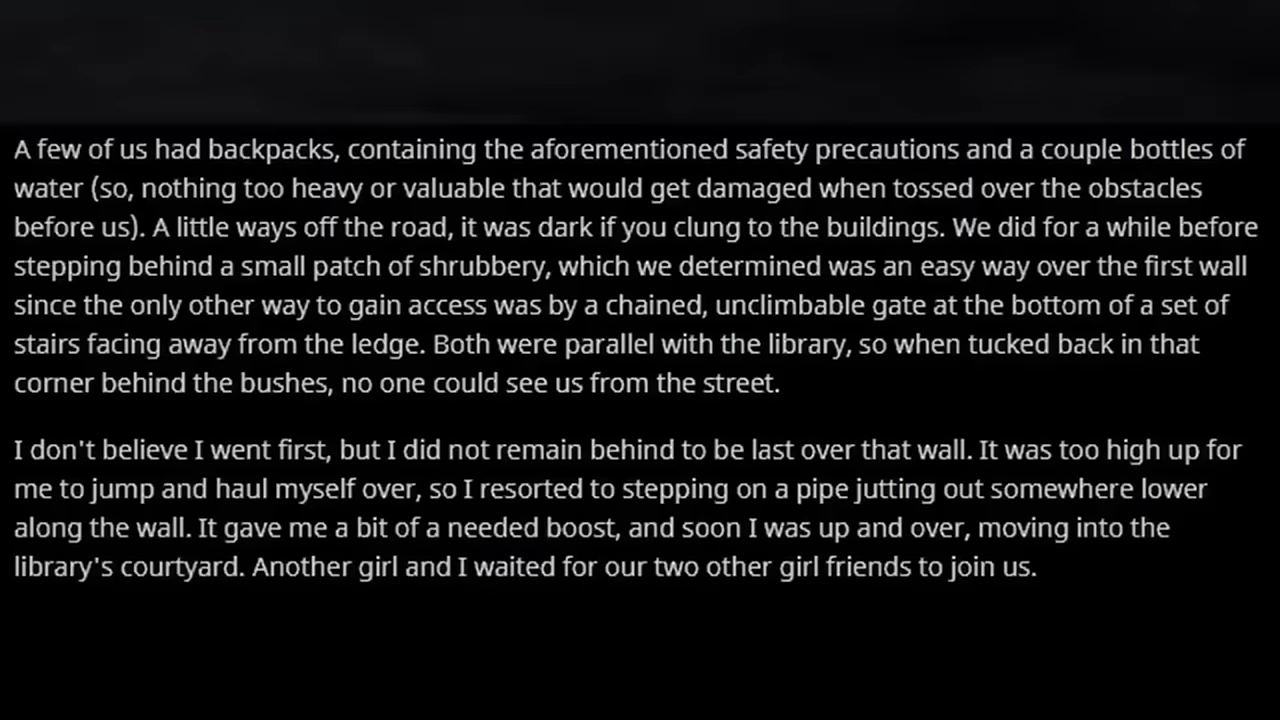 A few of us had backpacks, containing the aforementioned safety precautions and a couple bottles of
water (so, nothing too heavy or valuable that would get damaged when tossed over the obstacles
before us). A little ways off the road, it was dark if you clung to the buildings. We did for a while before
stepping behind a small patch of shrubbery, which we determined was an easy way over the first wall
since the only other way to gain access was by a chained, unclimbable gate at the bottom of a set of
stairs facing away from the ledge. Both were parallel with the library, so when tucked back in that
corner behind the bushes, no one could see us from the street.
I don't believe I went first, but I did not remain behind to be last over that wall. It was too high up for
me to jump and haul myself over, so I resorted to stepping on a pipe jutting out somewhere lower
along the wall. It gave me a bit of a needed boost, and soon I was up and over, moving into the
library's courtyard. Another girl and I waited for our two other girl friends to join us.